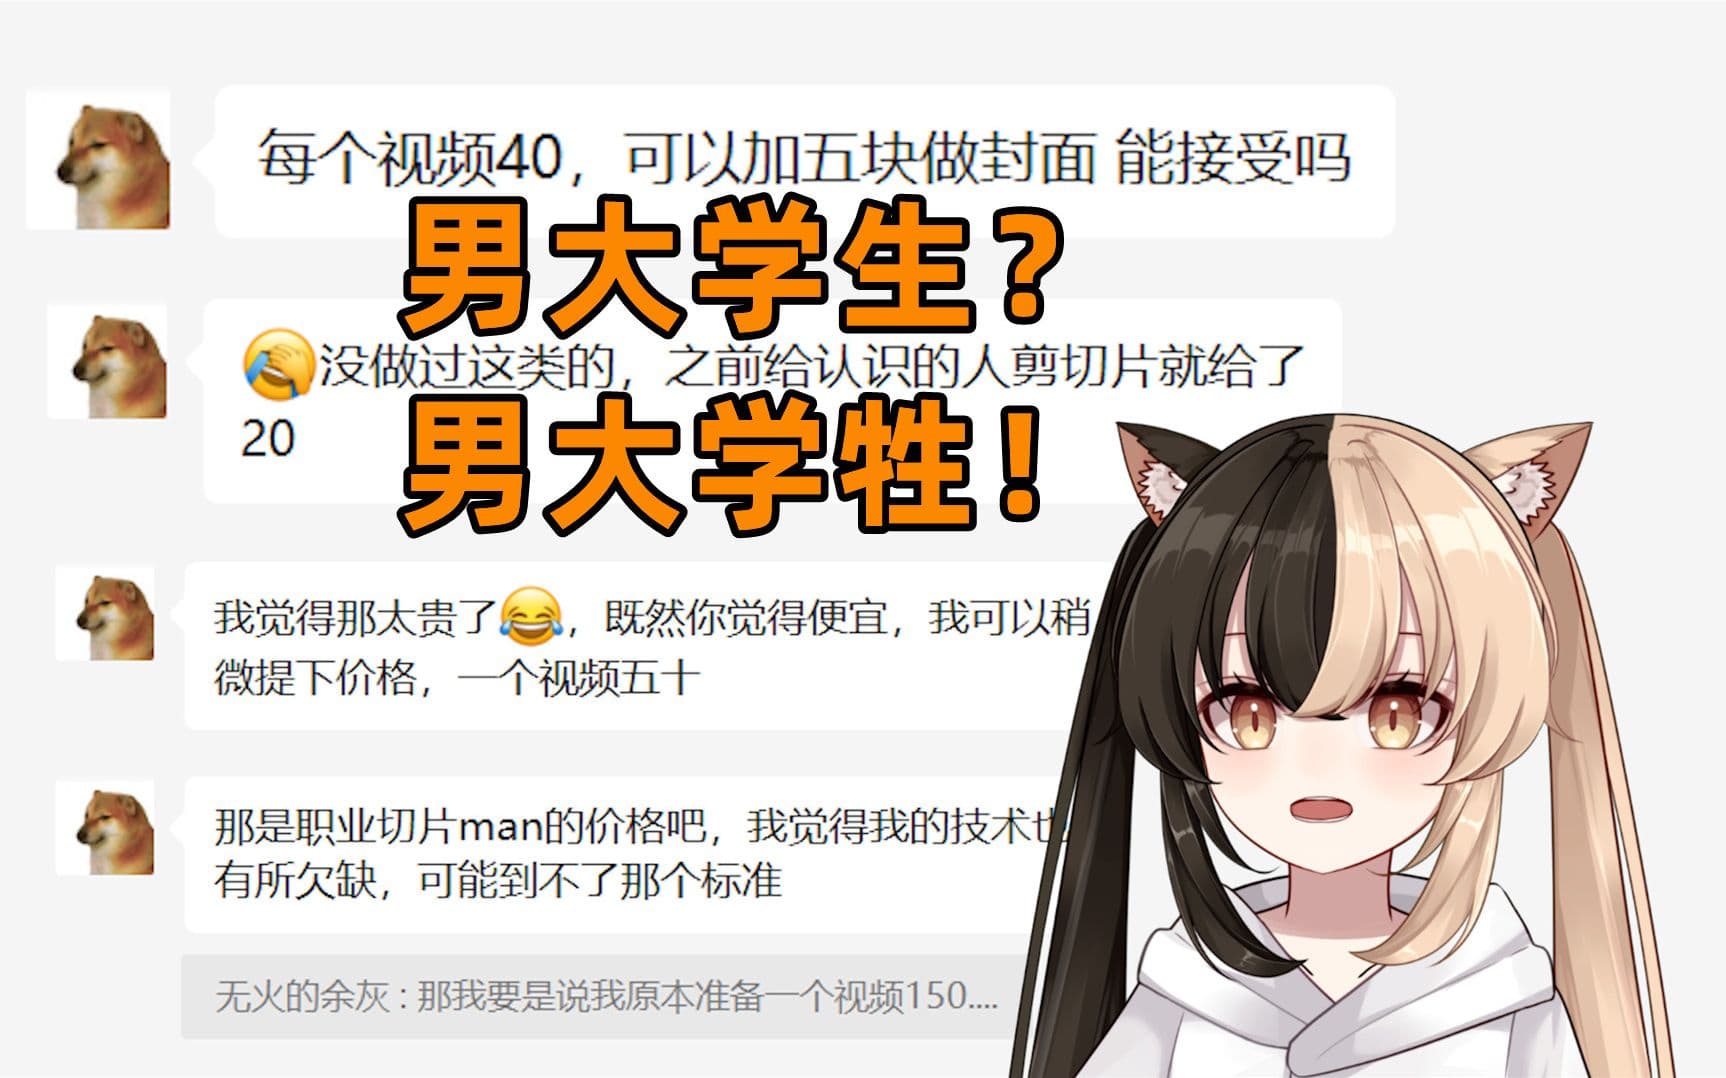 每个视频40，可以加五块做封面 能接受吗
男大学生？
🤦没做过这类的，之前给认识的人剪切片就给了
20
男大学牲！
我觉得那太贵了😂，既然你觉得便宜，我可以稍
微提下价格，一个视频五十
那是职业切片man的价格吧，我觉得我的技术也
有所欠缺，可能到不了那个标准
无火的余灰 : 那我要是说我原本准备一个视频150....